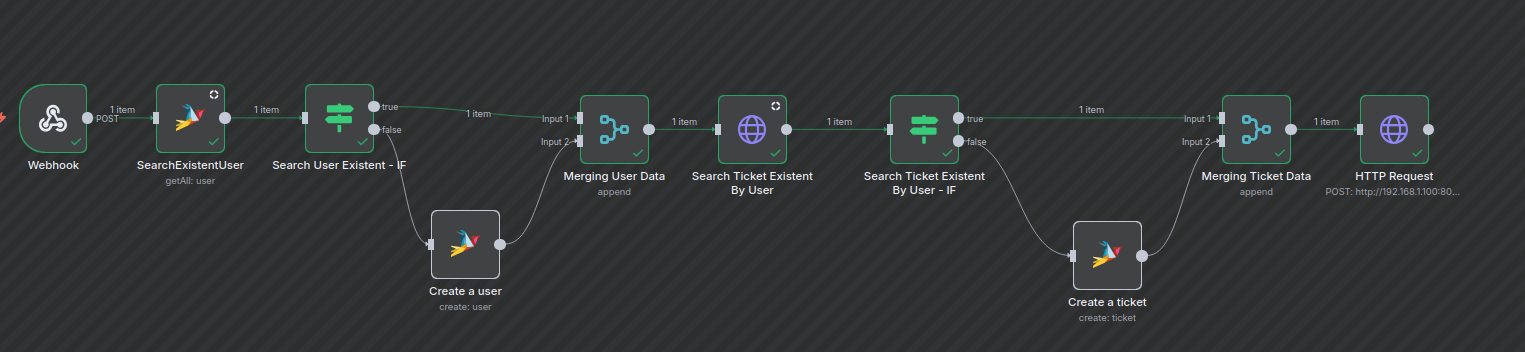 Webhook
POST
1 item
SearchExistentUser
getAll: user
1 item
Search User Existent - IF
true
false
1 item
Create a user
create: user
Input 1
Input 2
Merging User Data
append
1 item
Search Ticket Existent
By User
1 item
Search Ticket Existent
By User - IF
true
false
1 item
Create a ticket
create: ticket
Input 1
Input 2
Merging Ticket Data
append
1 item
HTTP Request
POST: http://192.168.1.100:80...